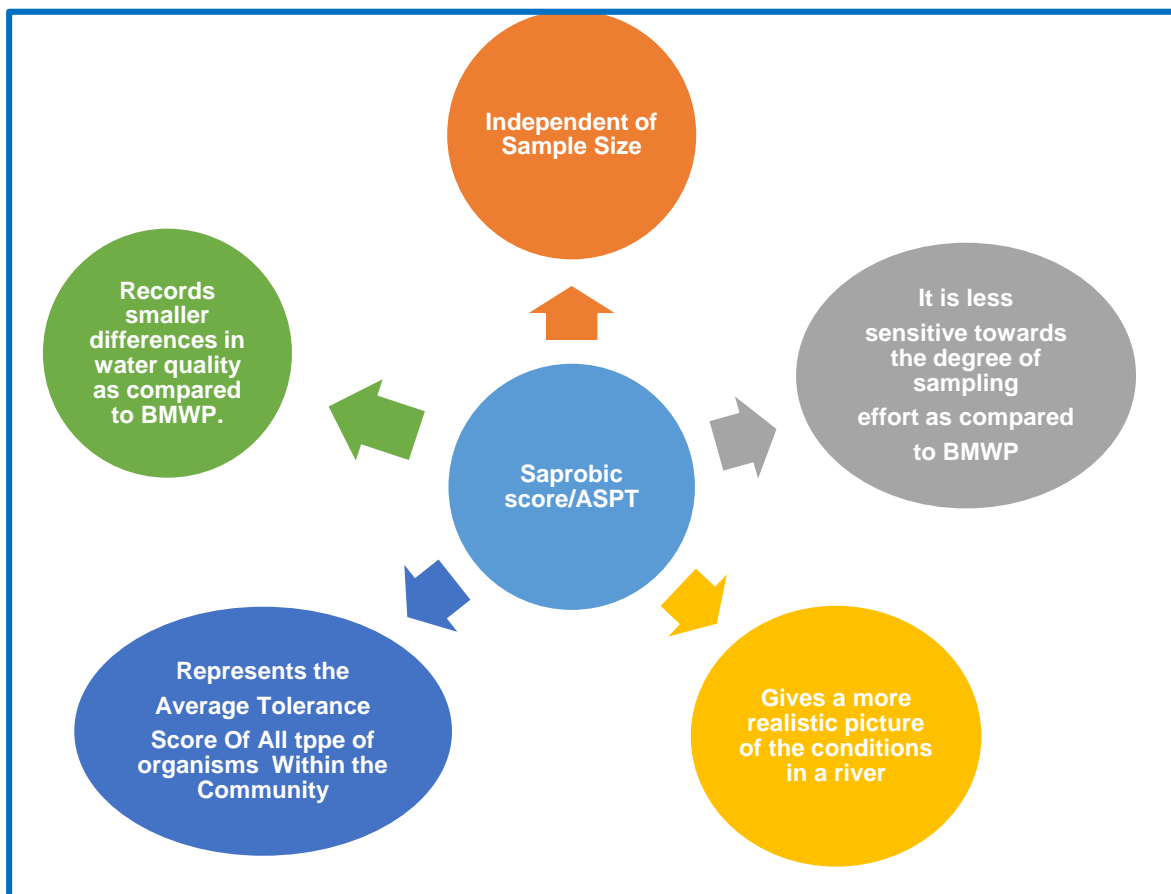 Independent of
Sample Size
Records
smaller
differences in
water quality
as compared
to BMWP.
It is less
sensitive towards
the degree of
sampling
effort as compared
to BMWP
Saprobic
score/ASPT
Represents the
Average Tolerance
Score Of All tppe of
organisms Within the
Community
Gives a more
realistic picture
of the conditions
in a river